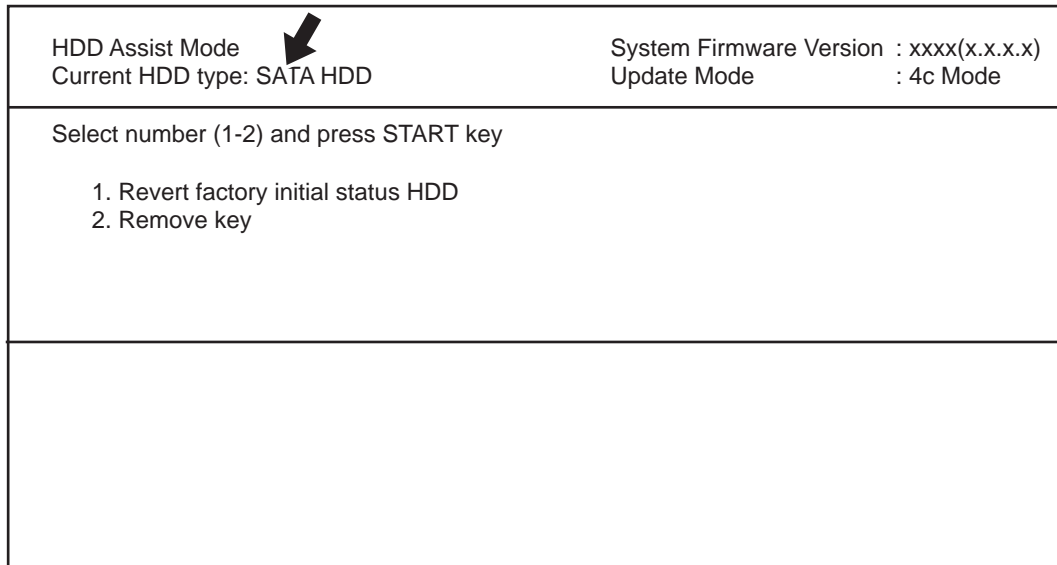 HDD Assist Mode
Current HDD type: SATA HDD
System Firmware Version : xxxx(x.x.x.x)
Update Mode : 4c Mode
Select number (1-2) and press START key
1. Revert factory initial status HDD
2. Remove key